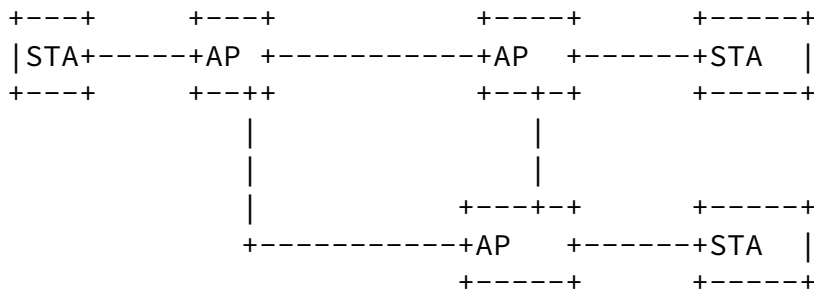 +---+     +---+           +----+     +-----+
|STA+-----+AP +-----------+AP  +-----+STA  |
+---+     +--++           +--+-+     +-----+
             |               |
             |               |
             |           +---+-+     +-----+
             +-----------+AP   +-----+STA  |
                         +-----+     +-----+